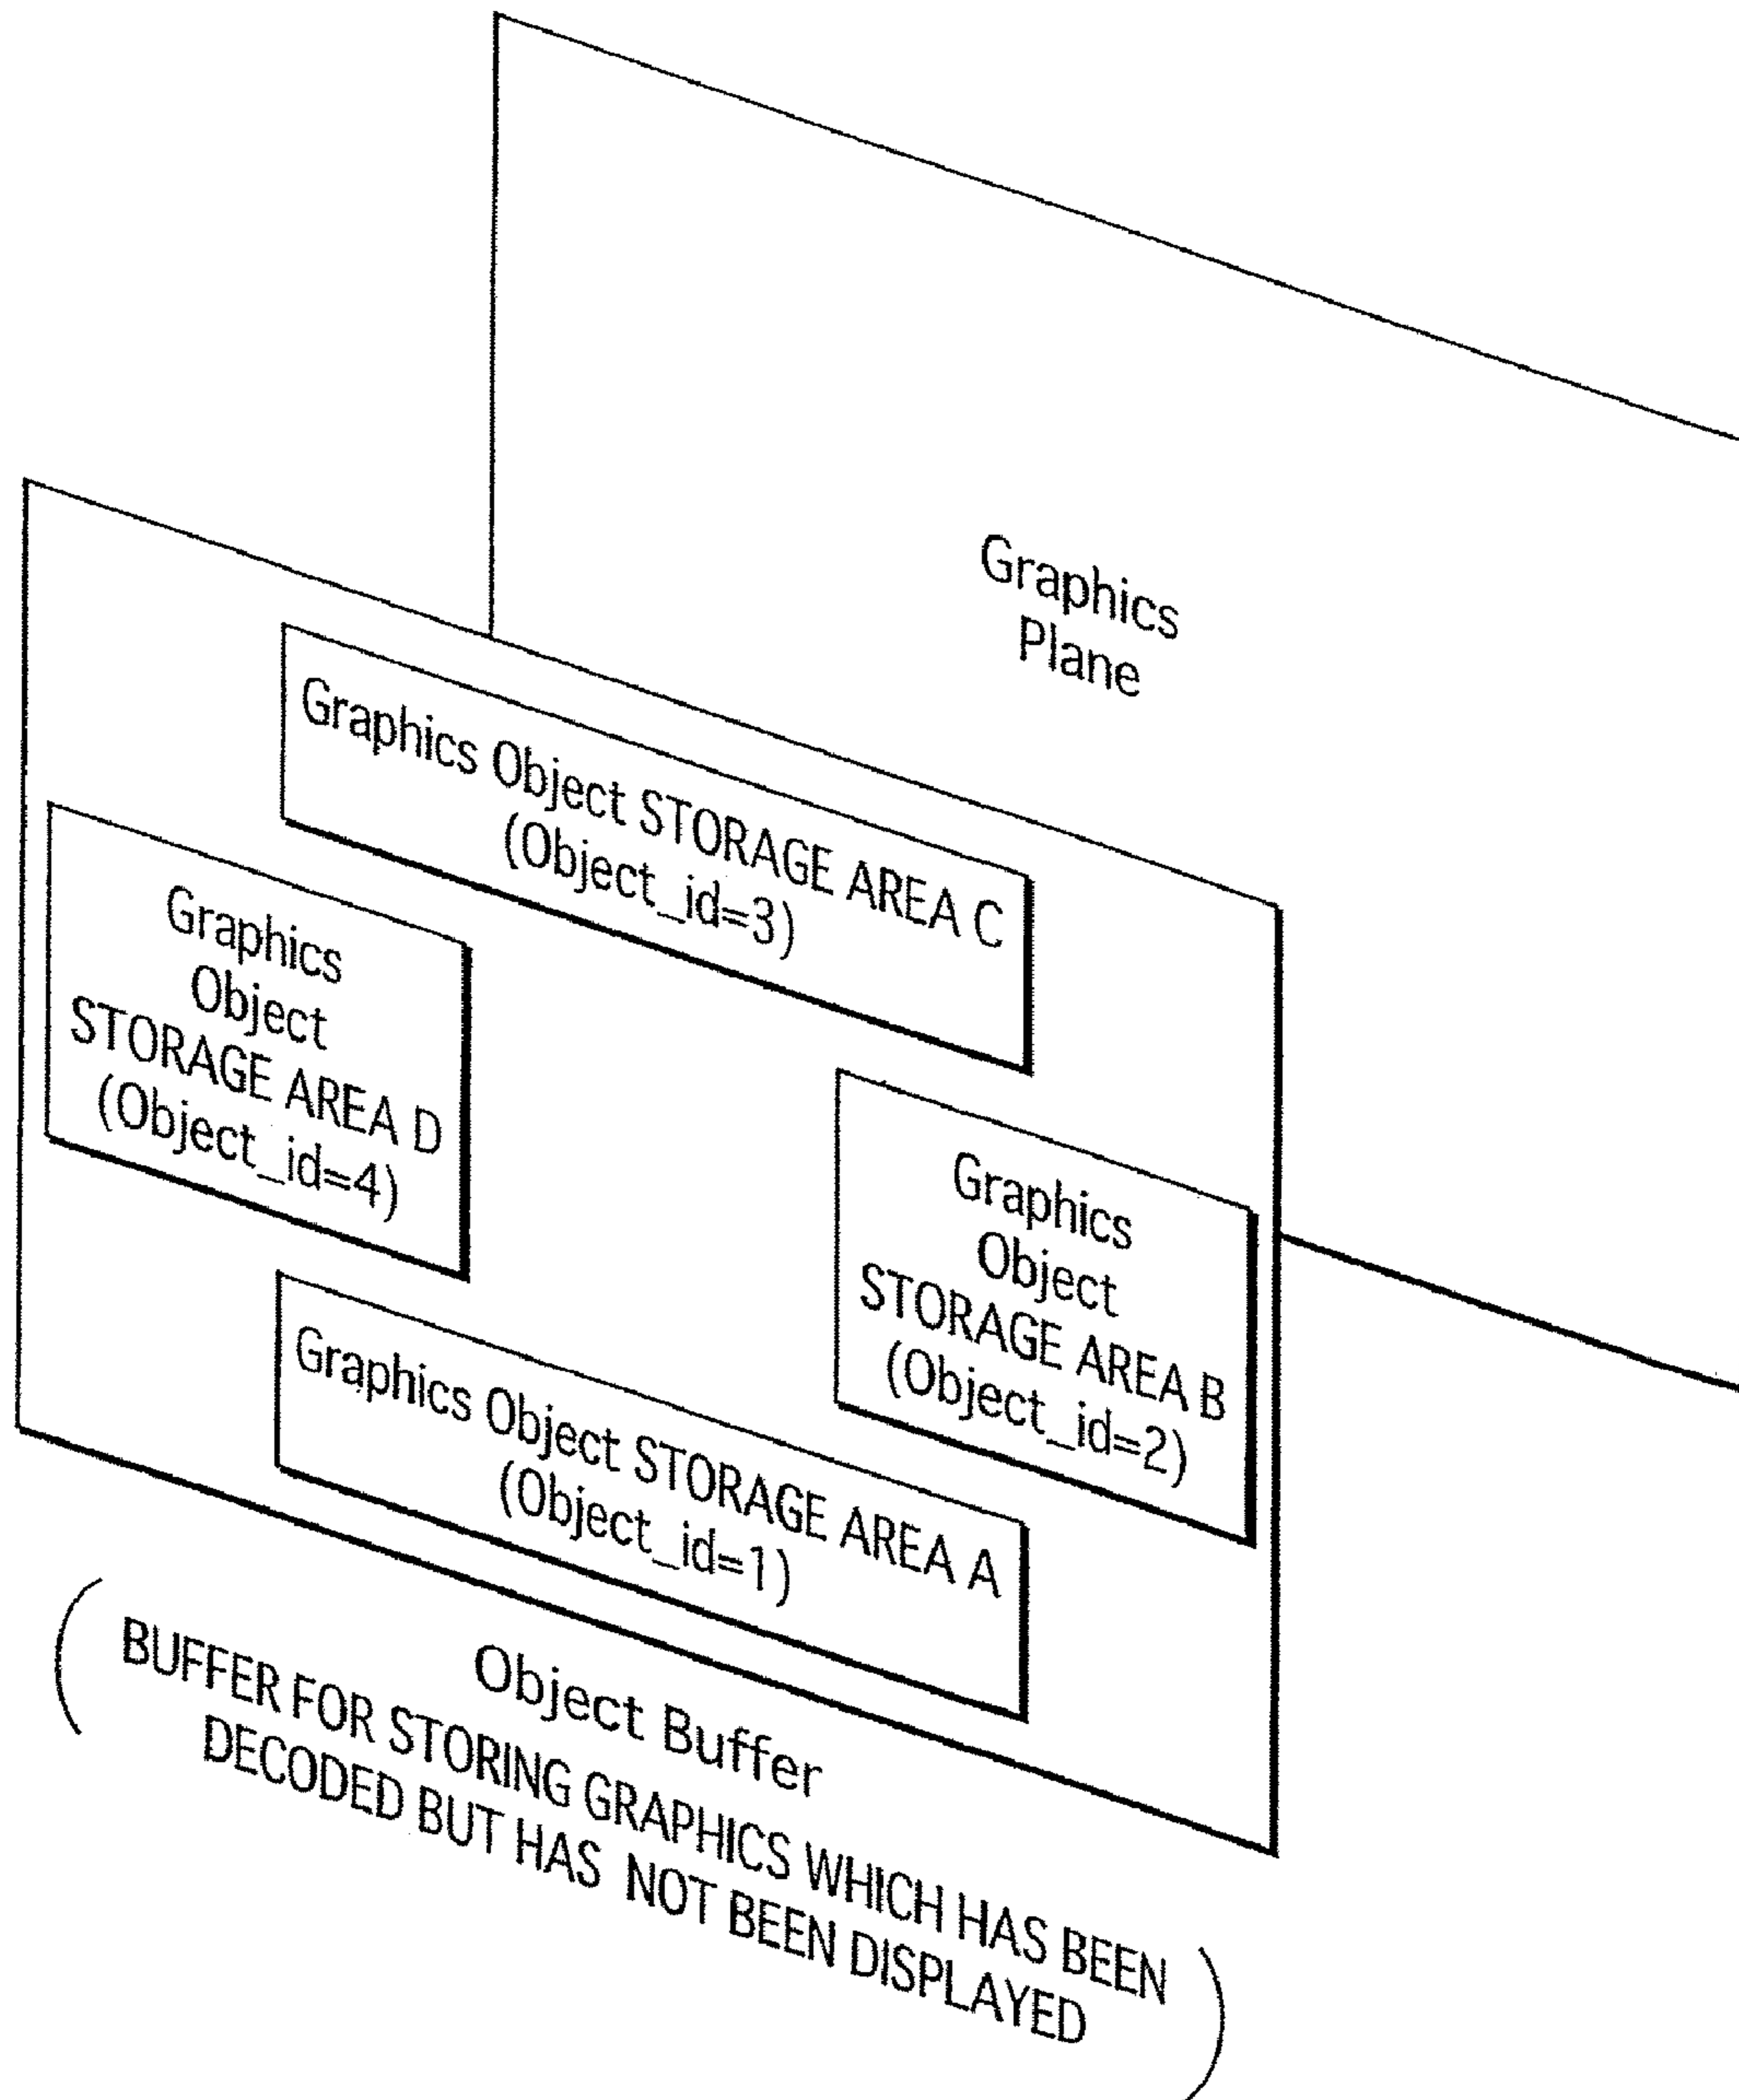 Graphics
Plane
Graphics Object STORAGE AREA C
(Object_id=3)
Graphics
Object
STORAGE AREA D
(Object_id=4)
Graphics
Object
STORAGE AREA B
(Object_id=2)
Graphics Object STORAGE AREA A
(Object_id=1)
Object Buffer
( BUFFER FOR STORING GRAPHICS WHICH HAS BEEN
DECODED BUT HAS NOT BEEN DISPLAYED )